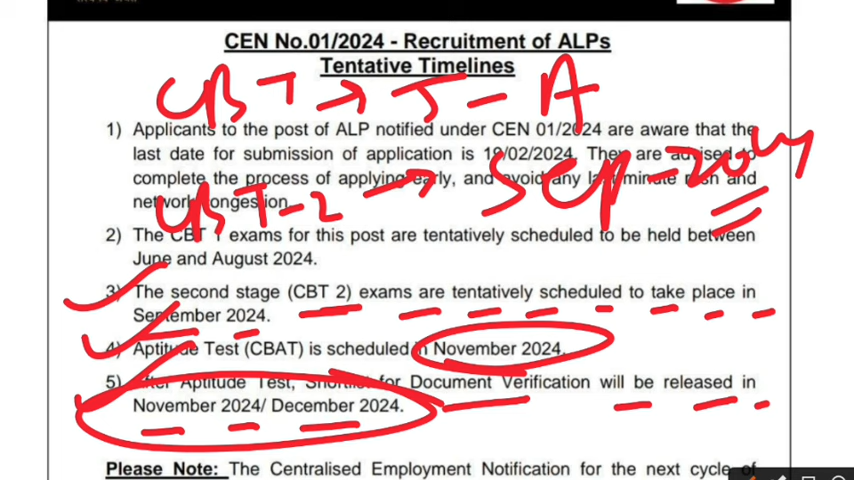 CEN No.01/2024 - Recruitment of ALPs
Tentative Timelines
CBT → J - A
1) Applicants to the post of ALP notified under CEN 01/2024 are aware that the
last date for submission of application is 19/02/2024. They are advised to
complete the process of applying early, and avoid any last minute rush and
network congestion.
CBT-2 → Sep-2024
2) The CBT 1 exams for this post are tentatively scheduled to be held between
June and August 2024.
3) The second stage (CBT 2) exams are tentatively scheduled to take place in
September 2024.
4) Aptitude Test (CBAT) is scheduled in November 2024.
5) After Aptitude Test, Shortlist for Document Verification will be released in
November 2024/ December 2024.
Please Note: The Centralised Employment Notification for the next cycle of